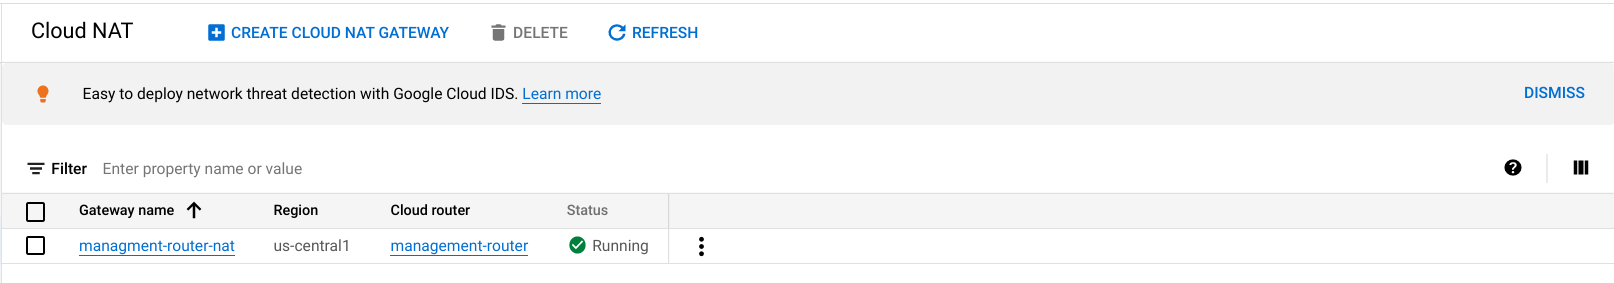 Cloud NAT CREATE CLOUD NAT GATEWAY DELETE REFRESH
Easy to deploy network threat detection with Google Cloud IDS. Learn more DISMISS
Filter Enter property name or value
Gateway name Region Cloud router Status
managment-router-nat us-central1 management-router Running